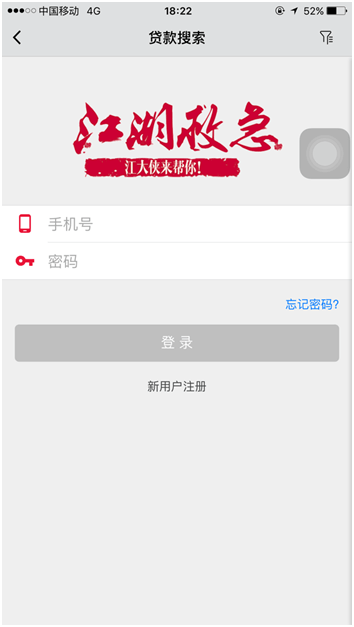 中国移动 4G 18:22 52%
贷款搜索
江湖救急
江大侠来帮你!
手机号
密码
忘记密码?
登录
新用户注册